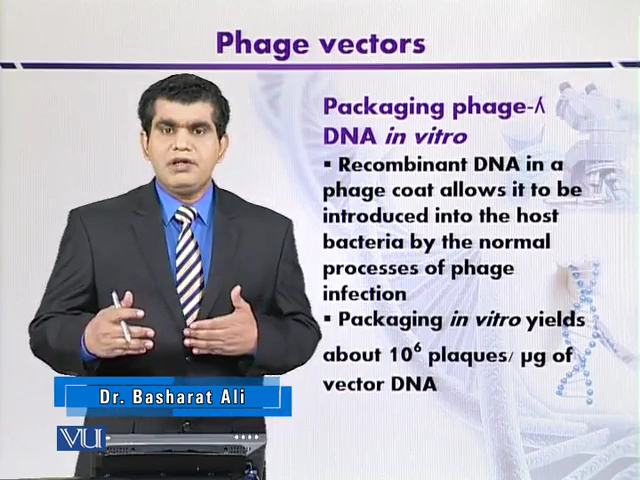 Phage vectors
Packaging phage-λ
DNA in vitro
▪ Recombinant DNA in a
phage coat allows it to be
introduced into the host
bacteria by the normal
processes of phage
infection
▪ Packaging in vitro yields
about 10⁶ plaques/ µg of
vector DNA
Dr. Basharat Ali
VU